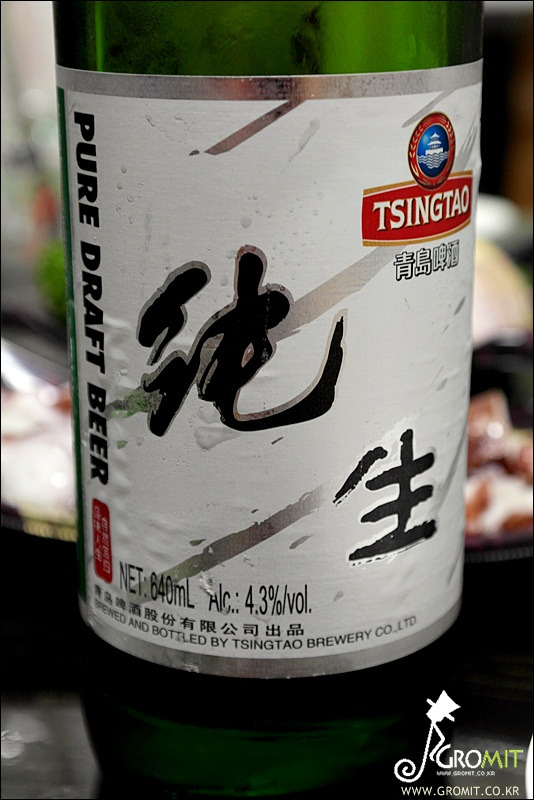 PURE DRAFT BEER
TSINGTAO
青島啤酒
纯
生
NET: 640mL Alc.: 4.3%/vol.
青岛啤酒股份有限公司出品
BREWED AND BOTTLED BY TSINGTAO BREWERY CO.,LTD.
GROMIT
WWW.GROMIT.CO.KR
WWW.GROMIT.CO.KR